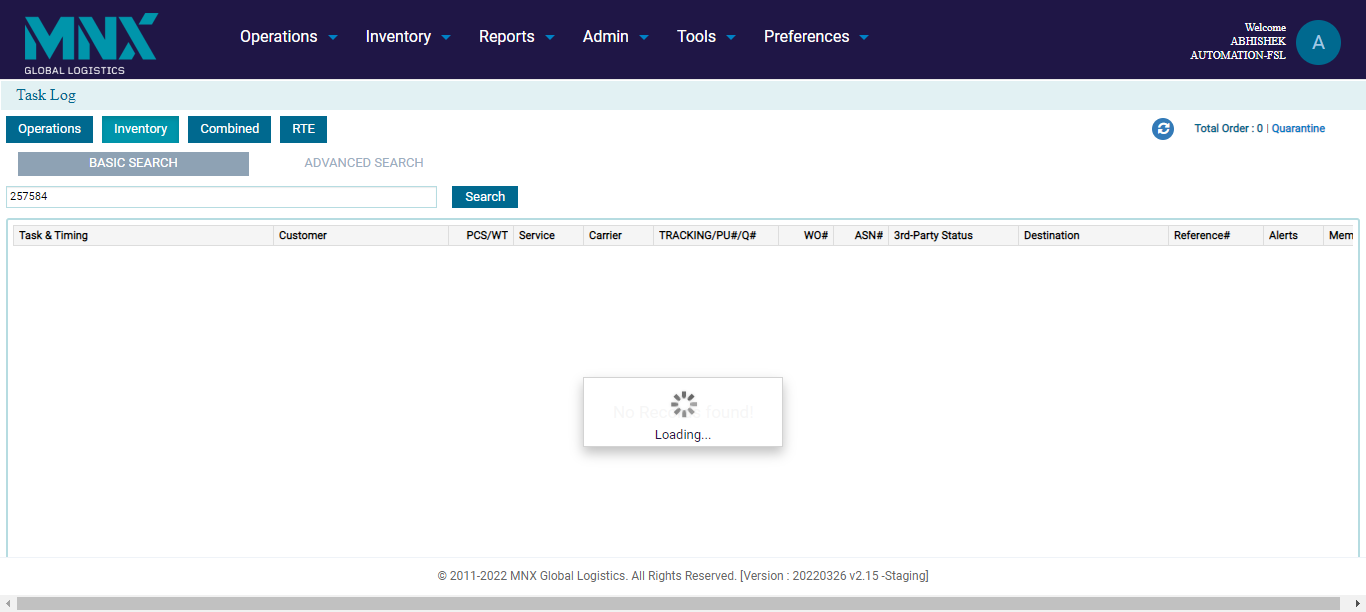 MNX
GLOBAL LOGISTICS
Operations Inventory Reports Admin Tools Preferences
Welcome
ABHISHEK
AUTOMATION-FSL
A
Task Log
Operations Inventory Combined RTE
Total Order : 0 | Quarantine
BASIC SEARCH ADVANCED SEARCH
257584 Search
Task & Timing Customer PCS/WT Service Carrier TRACKING/PU#/Q# WO# ASN# 3rd-Party Status Destination Reference# Alerts Mem
No Records found!
Loading...
© 2011-2022 MNX Global Logistics. All Rights Reserved. [Version : 20220326 v2.15 -Staging]